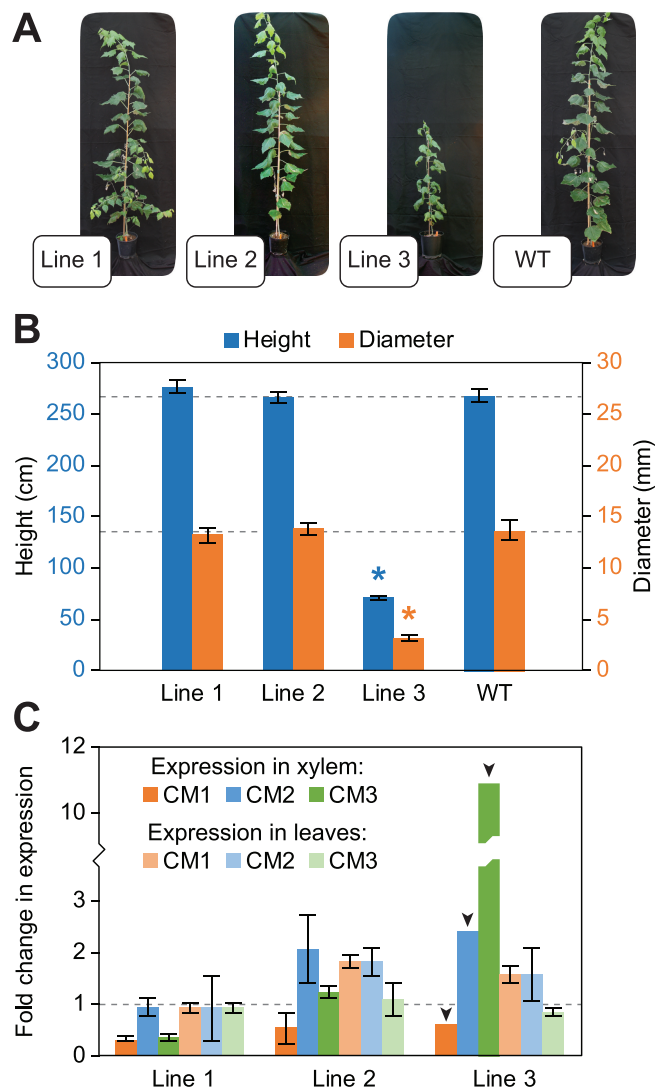 A
Line 1
Line 2
Line 3
WT
B
Height Diameter
300
250
200
150
100
50
0
Height (cm)
30
25
20
15
10
5
0
Diameter (mm)
* *
Line 1 Line 2 Line 3 WT
C
12
10
3
2
1
0
Fold change in expression
Expression in xylem:
CM1 CM2 CM3
Expression in leaves:
CM1 CM2 CM3
Line 1 Line 2 Line 3